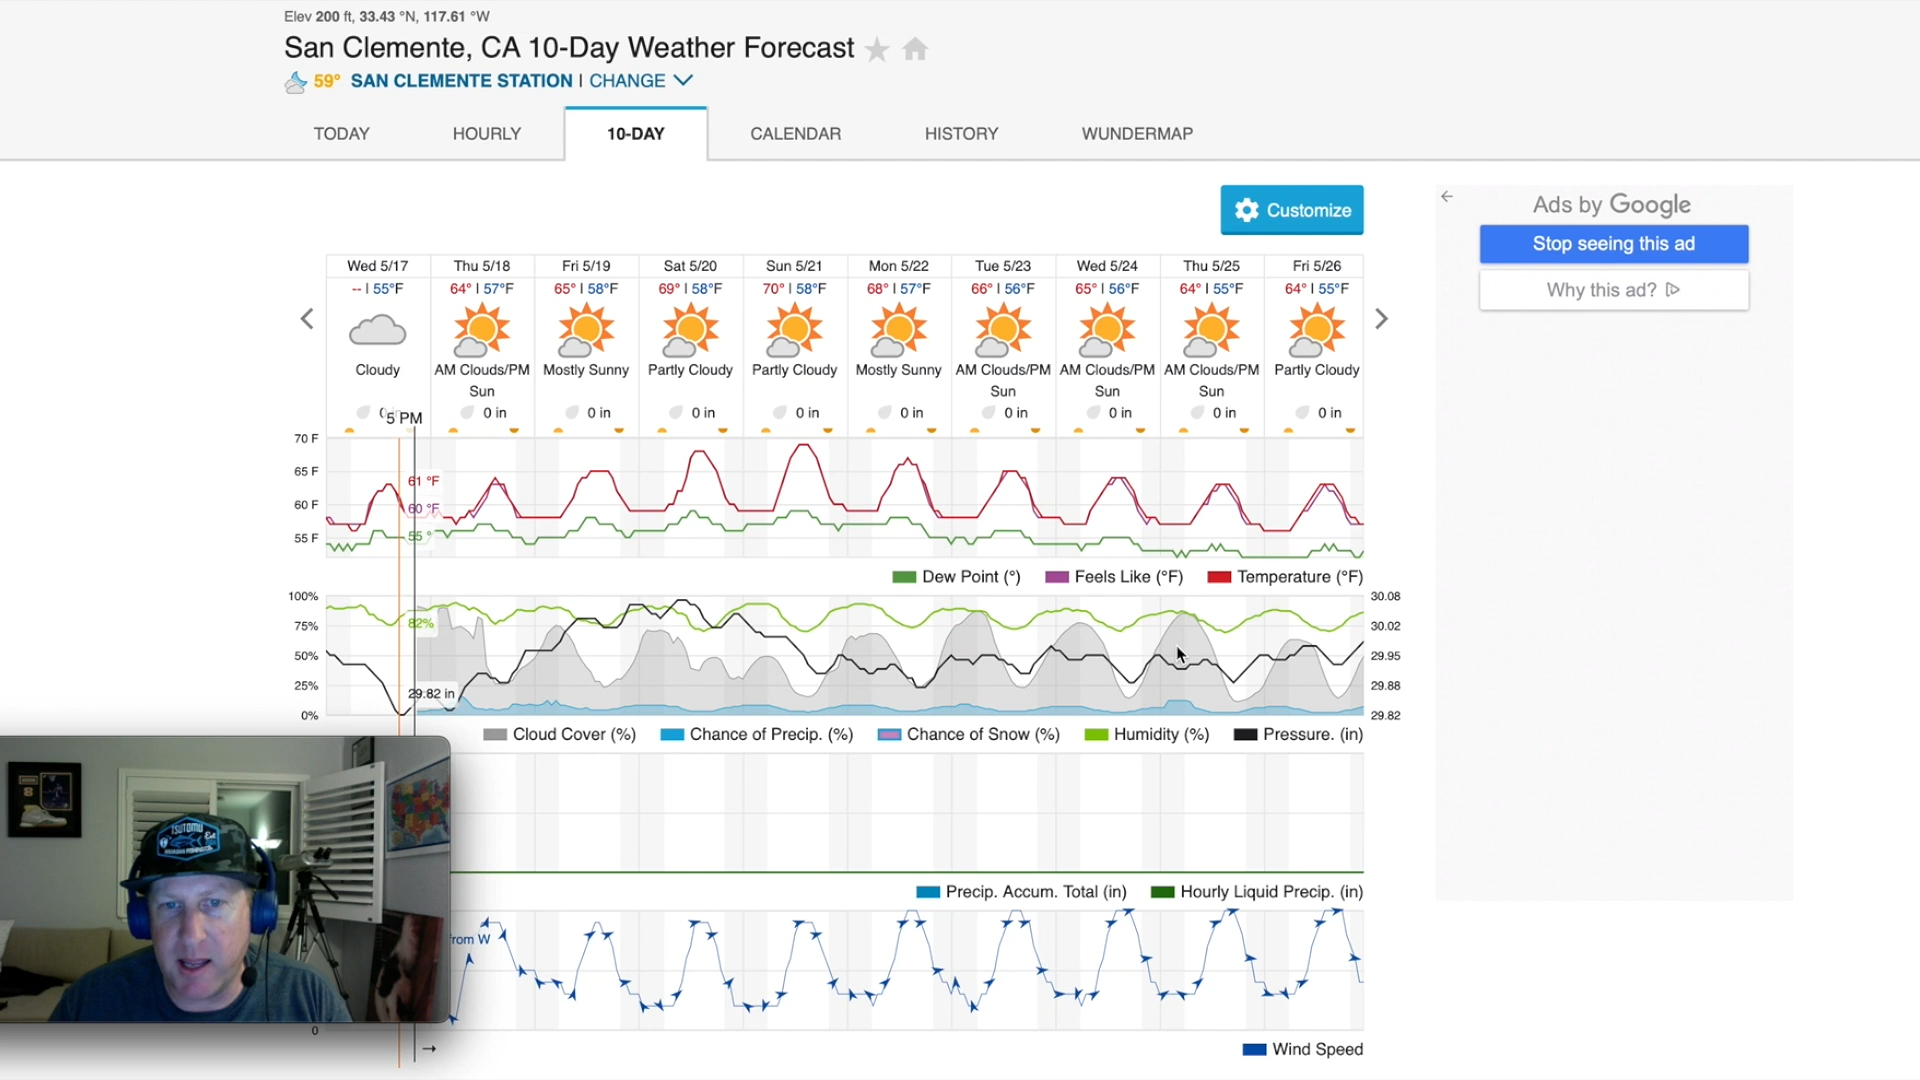 Elev 200 ft, 33.43 °N, 117.61 °W
San Clemente, CA 10-Day Weather Forecast
59° SAN CLEMENTE STATION | CHANGE
TODAY HOURLY 10-DAY CALENDAR HISTORY WUNDERMAP
Customize
Ads by Google
Stop seeing this ad
Why this ad?
Wed 5/17 Thu 5/18 Fri 5/19 Sat 5/20 Sun 5/21 Mon 5/22 Tue 5/23 Wed 5/24 Thu 5/25 Fri 5/26
-- | 55°F 64° | 57°F 65° | 58°F 69° | 58°F 70° | 58°F 68° | 57°F 66° | 56°F 65° | 56°F 64° | 55°F 64° | 55°F
Cloudy AM Clouds/PM Mostly Sunny Partly Cloudy Partly Cloudy Mostly Sunny AM Clouds/PM AM Clouds/PM AM Clouds/PM Partly Cloudy
Sun Sun Sun Sun
0 in 0 in 0 in 0 in 0 in 0 in 0 in 0 in 0 in
5 PM
70 F
65 F
61 °F
60 F
60 °F
55 F
55 °
Dew Point (°) Feels Like (°F) Temperature (°F)
100% 30.08
75% 82% 30.02
50% 29.95
25% 29.82 in 29.88
0% 29.82
Cloud Cover (%) Chance of Precip. (%) Chance of Snow (%) Humidity (%) Pressure. (in)
TSUTOMU
Precip. Accum. Total (in) Hourly Liquid Precip. (in)
from W
0
Wind Speed